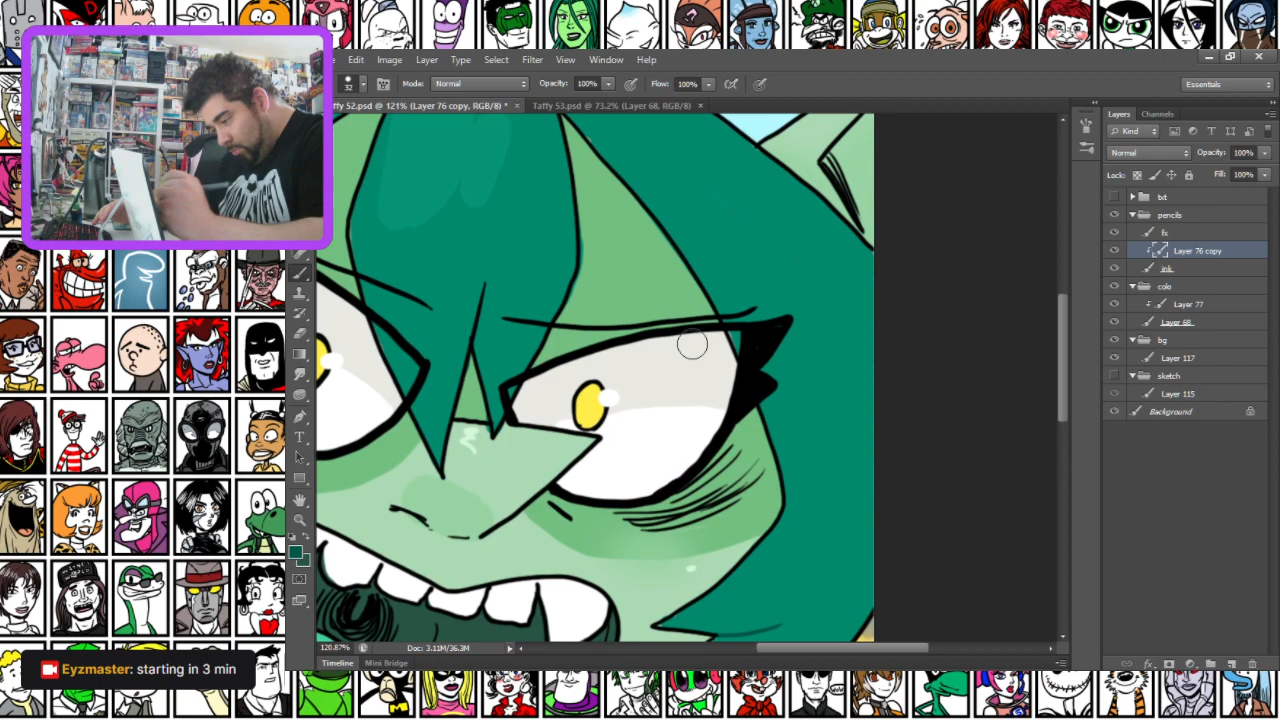 Edit Image Layer Type Select Filter View Window Help
32 Mode: Normal Opacity: 100% Flow: 100% Essentials
ffy 52.psd @ 121% (Layer 76 copy, RGB/8) * × Taffy 53.psd @ 73.2% (Layer 68, RGB/8) ×
Layers Channels
Kind
Normal Opacity: 100%
Lock: Fill: 100%
txt
pencils
fx
Layer 76 copy
ink
colo
Layer 77
Layer 68
bg
Layer 117
sketch
Layer 115
Background
120.87% Doc: 3.11M/36.3M
Timeline Mini Bridge
Eyzmaster: starting in 3 min